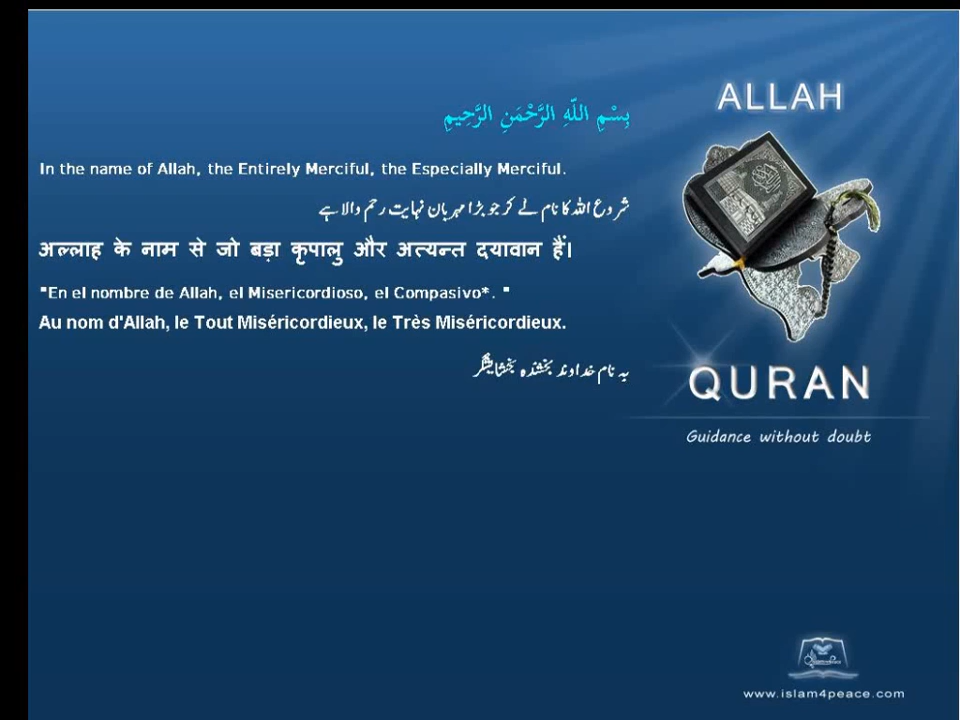 بِسْمِ اللّهِ الرَّحْمَنِ الرَّحِيمِ
In the name of Allah, the Entirely Merciful, the Especially Merciful.
شروع الله کا نام لے کر جو بڑا مہربان نہایت رحم والا ہے
अल्लाह के नाम से जो बड़ा कृपालु और अत्यन्त दयावान हैं।
"En el nombre de Allah, el Misericordioso, el Compasivo*. "
Au nom d'Allah, le Tout Miséricordieux, le Très Miséricordieux.
به نام خداوند بخشنده بخشایشگر
ALLAH
QURAN
Guidance without doubt
www.islam4peace.com